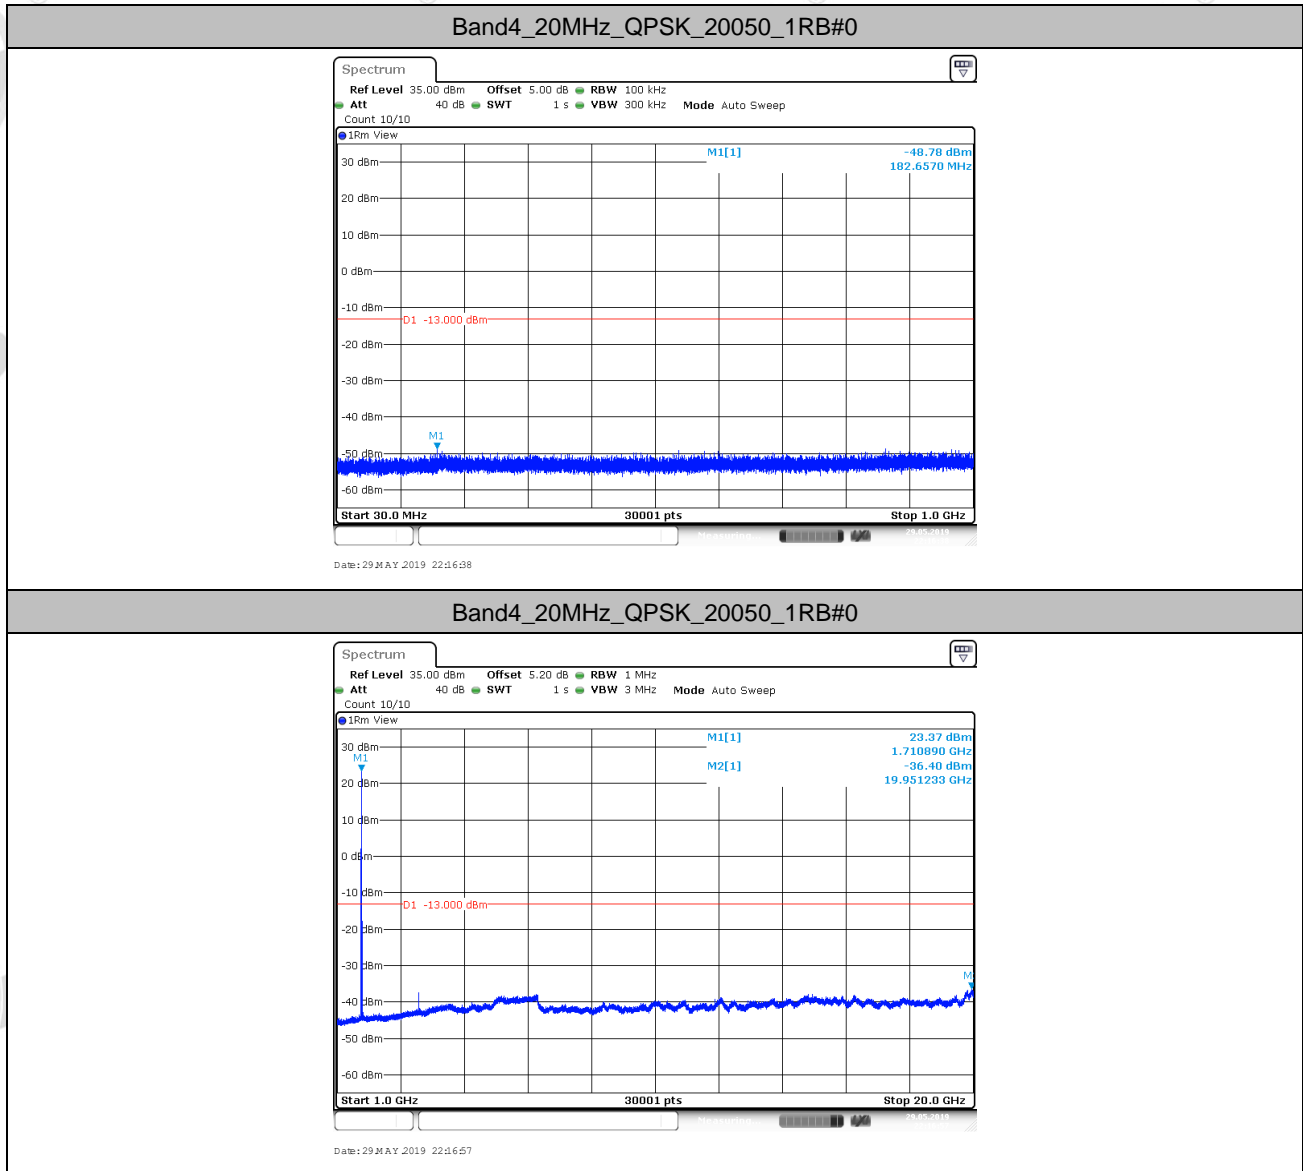 Band4_20MHz_QPSK_20050_1RB#0
Spectrum
Ref Level 35.00 dBm Offset 5.00 dB RBW 100 kHz
Att 40 dB SWT 1 s VBW 300 kHz Mode Auto Sweep
Count 10/10
1Rm View
M1[1] -48.78 dBm
182.6570 MHz
30 dBm
20 dBm
10 dBm
0 dBm
-10 dBm
D1 -13.000 dBm
-20 dBm
-30 dBm
-40 dBm
M1
-50 dBm
-60 dBm
Start 30.0 MHz 30001 pts Stop 1.0 GHz
Measuring... 29.05.2019
Date: 29.MAY.2019 22:16:38
Band4_20MHz_QPSK_20050_1RB#0
Spectrum
Ref Level 35.00 dBm Offset 5.20 dB RBW 1 MHz
Att 40 dB SWT 1 s VBW 3 MHz Mode Auto Sweep
Count 10/10
1Rm View
M1[1] 23.37 dBm
1.710890 GHz
M2[1] -36.40 dBm
19.951233 GHz
30 dBm
M1
20 dBm
10 dBm
0 dBm
-10 dBm
D1 -13.000 dBm
-20 dBm
-30 dBm
M
-40 dBm
-50 dBm
-60 dBm
Start 1.0 GHz 30001 pts Stop 20.0 GHz
Measuring... 29.05.2019
Date: 29.MAY.2019 22:16:57